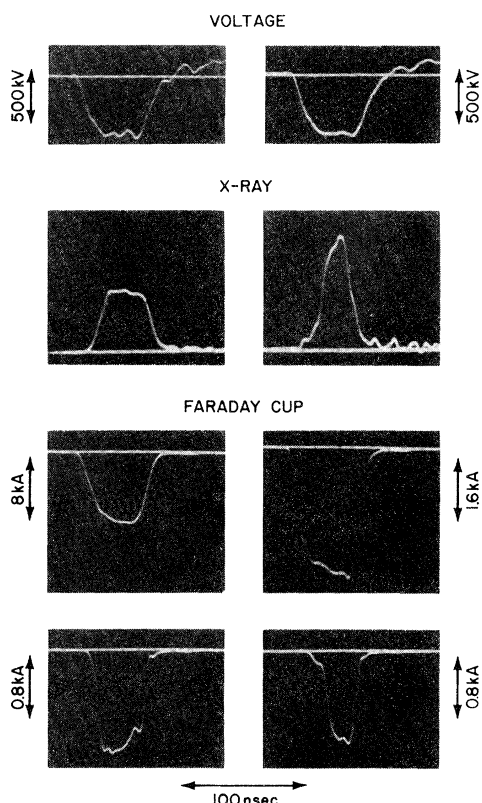 VOLTAGE
500kV
500kV
X-RAY
FARADAY CUP
8kA
1.6kA
0.8kA
0.8kA
100nsec